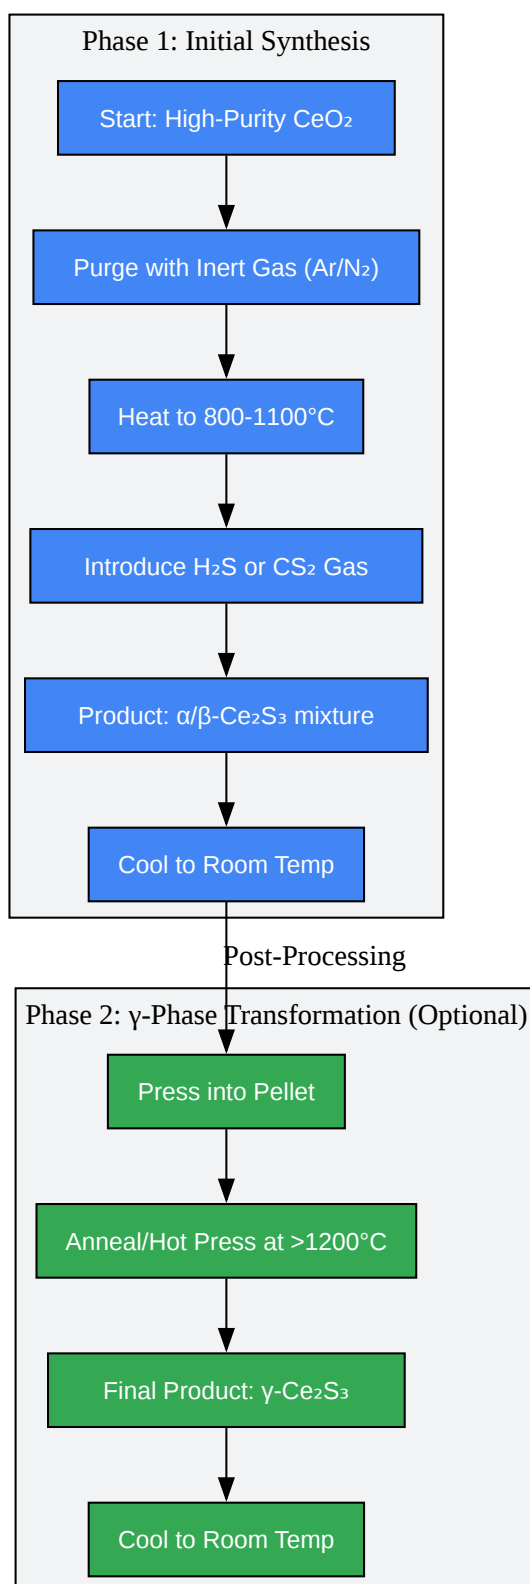 Phase 1: Initial Synthesis
Start: High-Purity CeO₂
Purge with Inert Gas (Ar/N₂)
Heat to 800-1100°C
Introduce H₂S or CS₂ Gas
Product: α/β-Ce₂S₃ mixture
Cool to Room Temp
Post-Processing
Phase 2: γ-Phase Transformation (Optional)
Press into Pellet
Anneal/Hot Press at >1200°C
Final Product: γ-Ce₂S₃
Cool to Room Temp